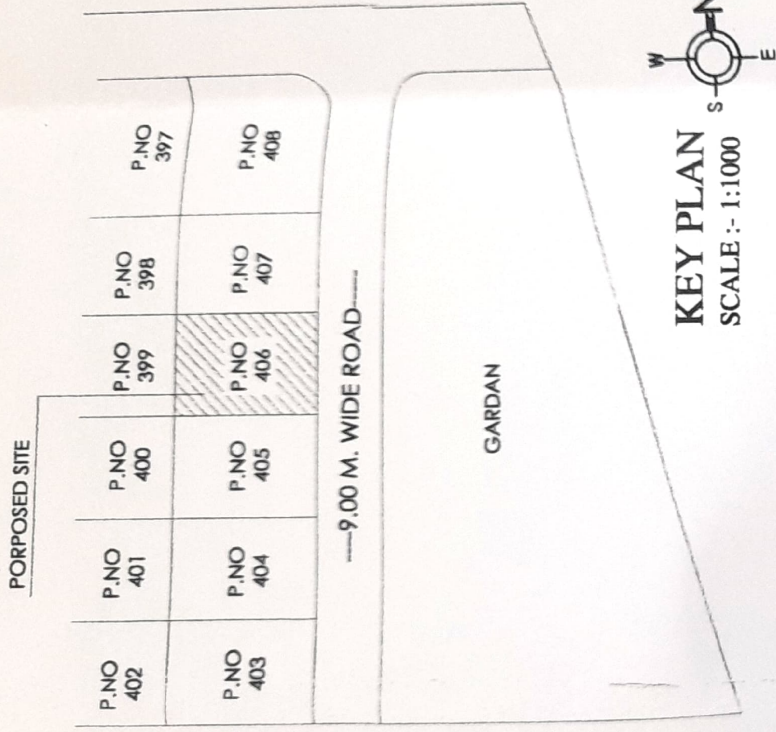 PORPOSED SITE
P.NO
402
P.NO
401
P.NO
400
P.NO
399
P.NO
398
P.NO
397
P.NO
403
P.NO
404
P.NO
405
P.NO
406
P.NO
407
P.NO
408
----9.00 M. WIDE ROAD----
GARDAN
W
N
S
E
KEY PLAN
SCALE :- 1:1000